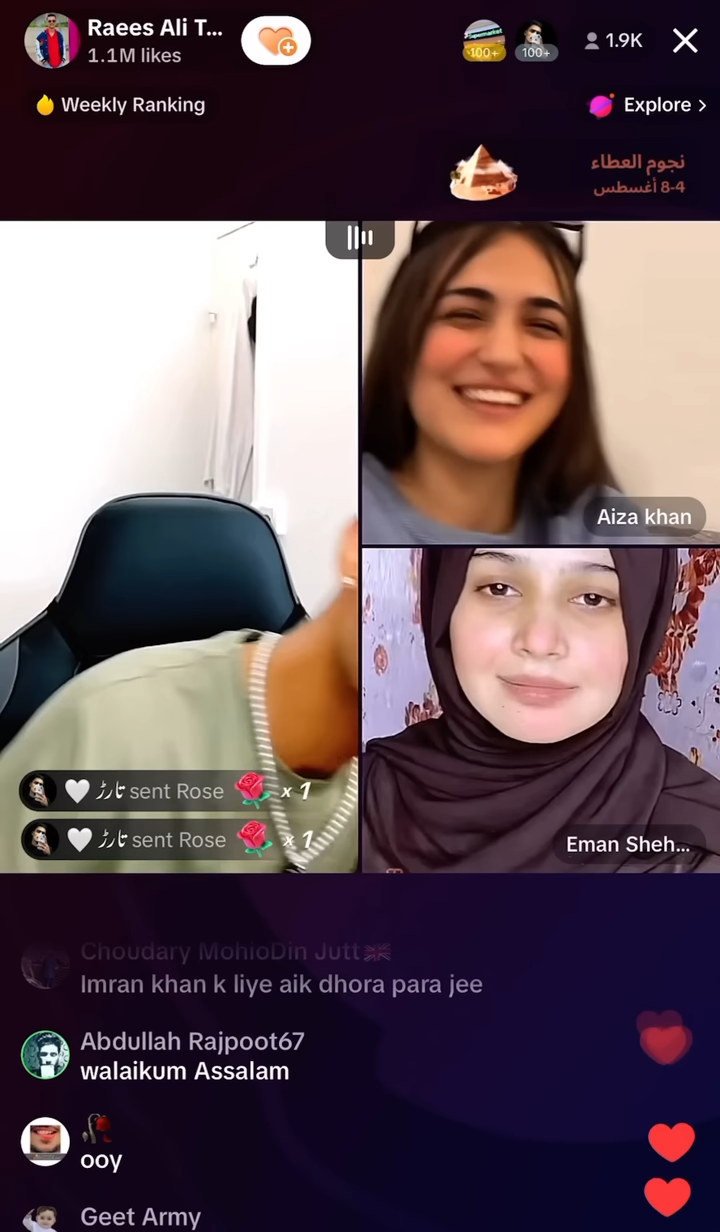 Raees Ali T...
1.1M likes
100+
100+
1.9K
Weekly Ranking
Explore >
نجوم العطاء
4-8 أغسطس
Supermarket
Aiza khan
تارڑ sent Rose x 1
تارڑ sent Rose x 1
Eman Sheh...
Choudary MohioDin Jutt
Imran khan k liye aik dhora para jee
Abdullah Rajpoot67
walaikum Assalam
ooy
Geet Army